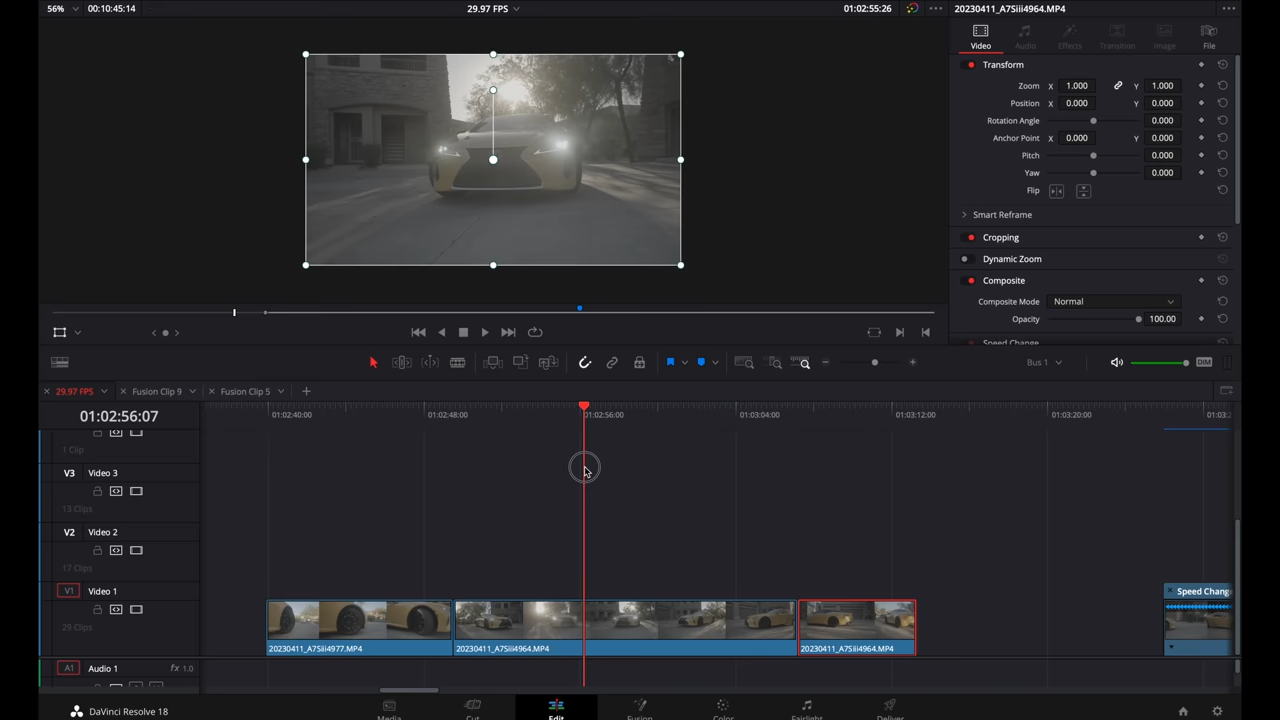 56%
00:10:45:14
29.97 FPS
01:02:55:26
20230411_A7Siii4964.MP4
Video
Audio
Effects
Transition
Image
File
Transform
Zoom X 1.000 Y 1.000
Position X 0.000 Y 0.000
Rotation Angle 0.000
Anchor Point X 0.000 Y 0.000
Pitch 0.000
Yaw 0.000
Flip
Smart Reframe
Cropping
Dynamic Zoom
Composite
Composite Mode Normal
Opacity 100.00
Speed Change
Bus 1
DIM
29.97 FPS
Fusion Clip 9
Fusion Clip 5
01:02:56:07
01:02:40:00
01:02:48:00
01:02:56:00
01:03:04:00
01:03:12:00
01:03:20:00
1 Clip
V3 Video 3
13 Clips
V2 Video 2
17 Clips
V1 Video 1
29 Clips
20230411_A7Siii4977.MP4
20230411_A7Siii4964.MP4
20230411_A7Siii4964.MP4
Speed Chang
A1 Audio 1 fx 1.0
DaVinci Resolve 18
Media
Cut
Edit
Fusion
Color
Fairlight
Deliver